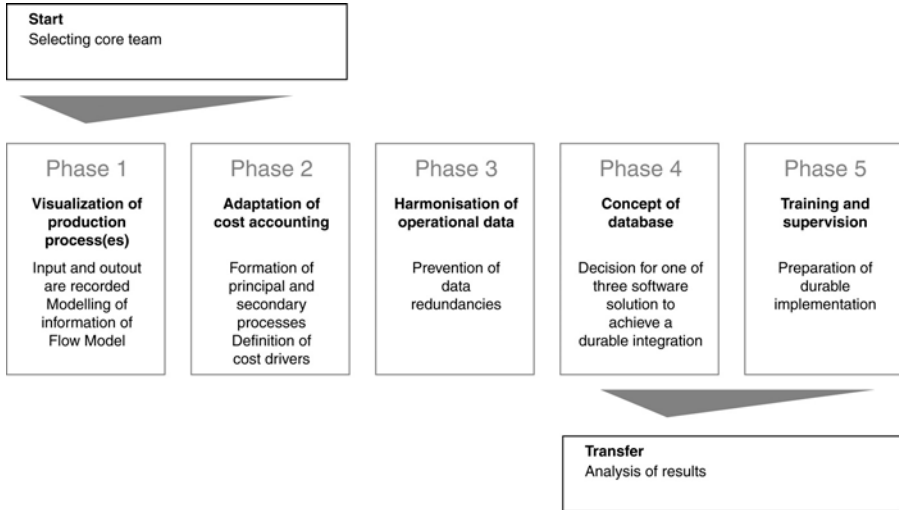 Start
Selecting core team
Phase 1
Visualization of
production
process(es)
Input and outout
are recorded
Modelling of
information of
Flow Model
Phase 2
Adaptation of
cost accounting
Formation of
principal and
secondary
processes
Definition of
cost drivers
Phase 3
Harmonisation of
operational data
Prevention of
data
redundancies
Phase 4
Concept of
database
Decision for one of
three software
solution to
achieve a
durable integration
Phase 5
Training and
supervision
Preparation of
durable
implementation
Transfer
Analysis of results